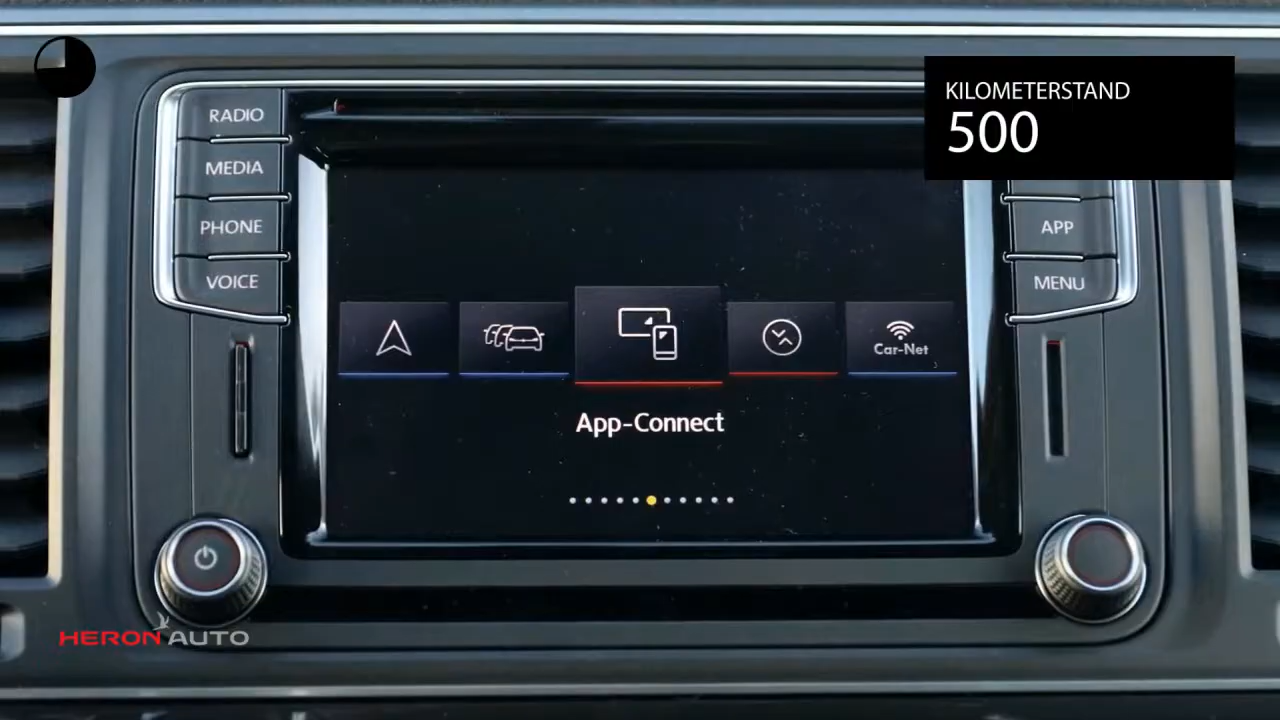 KILOMETERSTAND
500
RADIO
MEDIA
PHONE
VOICE
APP
MENU
Car-Net
App-Connect
HERON AUTO